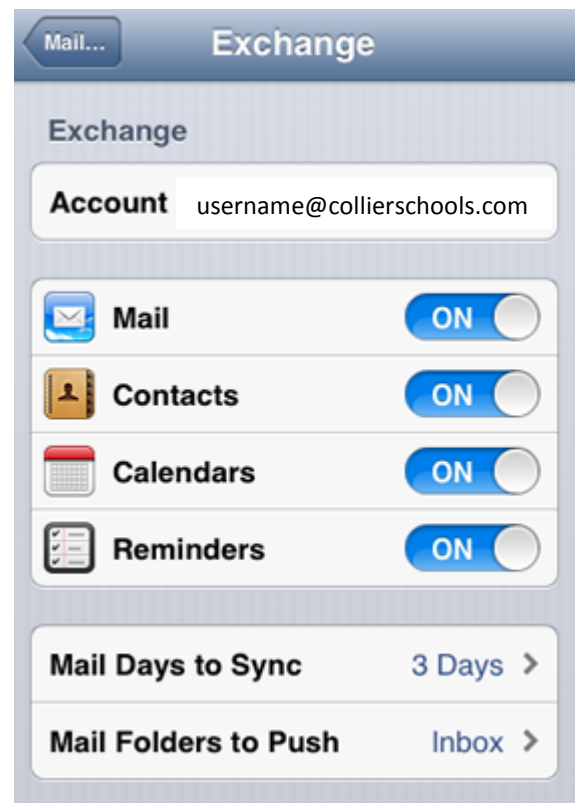 Mail... Exchange
Exchange
Account username@collierschools.com
Mail ON
Contacts ON
Calendars ON
Reminders ON
Mail Days to Sync 3 Days
Mail Folders to Push Inbox